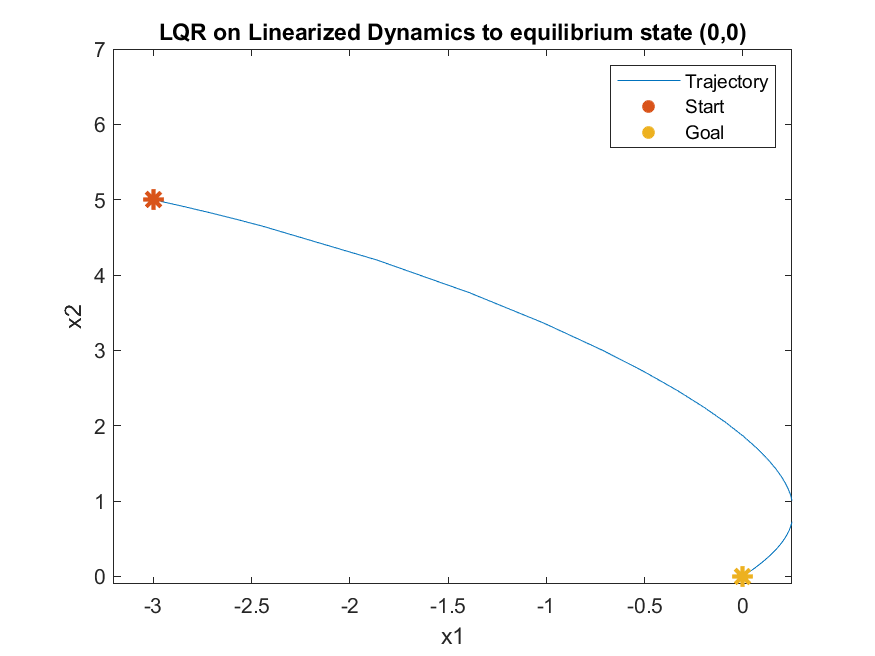 LQR on Linearized Dynamics to equilibrium state (0,0)
7
6
5
4
3
2
1
0
x2
Trajectory
Start
Goal
-3 -2.5 -2 -1.5 -1 -0.5 0
x1